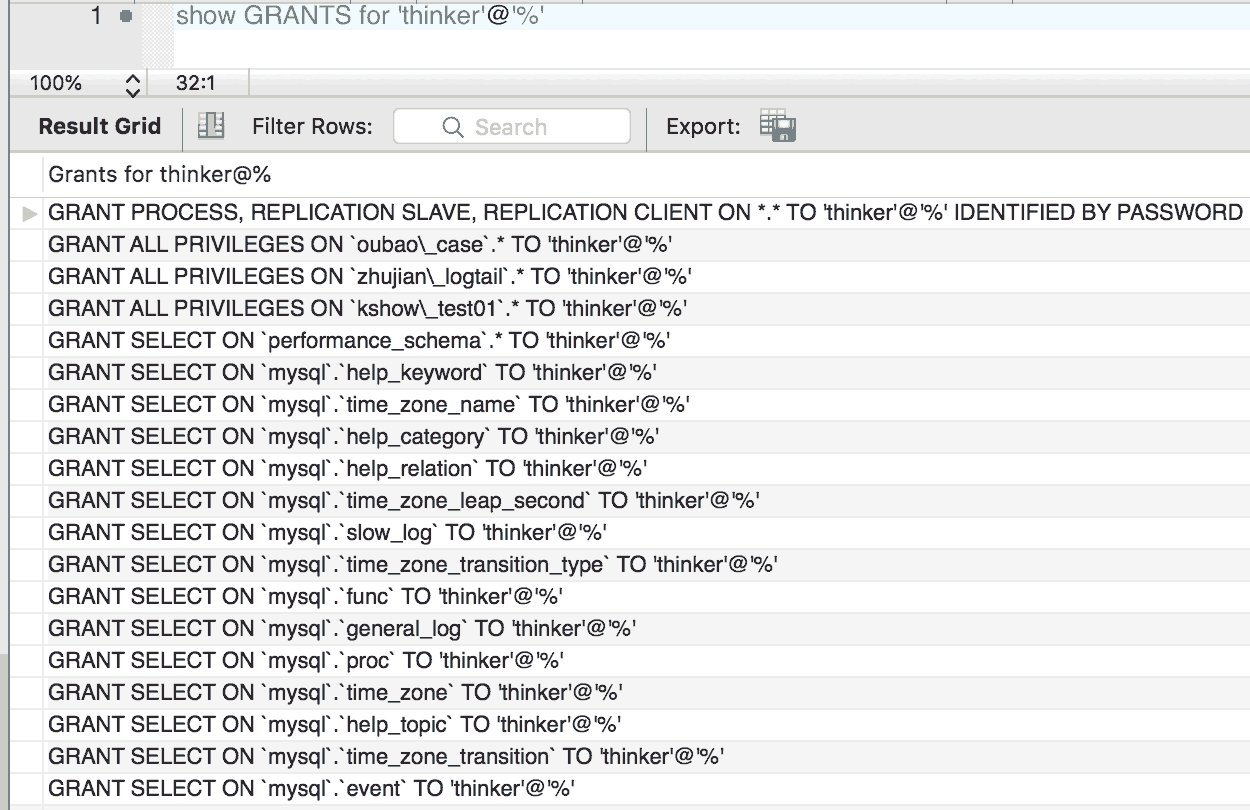 1 show GRANTS for 'thinker'@'%'
100% 32:1
Result Grid Filter Rows: Search Export:
Grants for thinker@%
GRANT PROCESS, REPLICATION SLAVE, REPLICATION CLIENT ON *.* TO 'thinker'@'%' IDENTIFIED BY PASSWORD
GRANT ALL PRIVILEGES ON `oubao\_case`.* TO 'thinker'@'%'
GRANT ALL PRIVILEGES ON `zhujian\_logtail`.* TO 'thinker'@'%'
GRANT ALL PRIVILEGES ON `kshow\_test01`.* TO 'thinker'@'%'
GRANT SELECT ON `performance_schema`.* TO 'thinker'@'%'
GRANT SELECT ON `mysql`.`help_keyword` TO 'thinker'@'%'
GRANT SELECT ON `mysql`.`time_zone_name` TO 'thinker'@'%'
GRANT SELECT ON `mysql`.`help_category` TO 'thinker'@'%'
GRANT SELECT ON `mysql`.`help_relation` TO 'thinker'@'%'
GRANT SELECT ON `mysql`.`time_zone_leap_second` TO 'thinker'@'%'
GRANT SELECT ON `mysql`.`slow_log` TO 'thinker'@'%'
GRANT SELECT ON `mysql`.`time_zone_transition_type` TO 'thinker'@'%'
GRANT SELECT ON `mysql`.`func` TO 'thinker'@'%'
GRANT SELECT ON `mysql`.`general_log` TO 'thinker'@'%'
GRANT SELECT ON `mysql`.`proc` TO 'thinker'@'%'
GRANT SELECT ON `mysql`.`time_zone` TO 'thinker'@'%'
GRANT SELECT ON `mysql`.`help_topic` TO 'thinker'@'%'
GRANT SELECT ON `mysql`.`time_zone_transition` TO 'thinker'@'%'
GRANT SELECT ON `mysql`.`event` TO 'thinker'@'%'